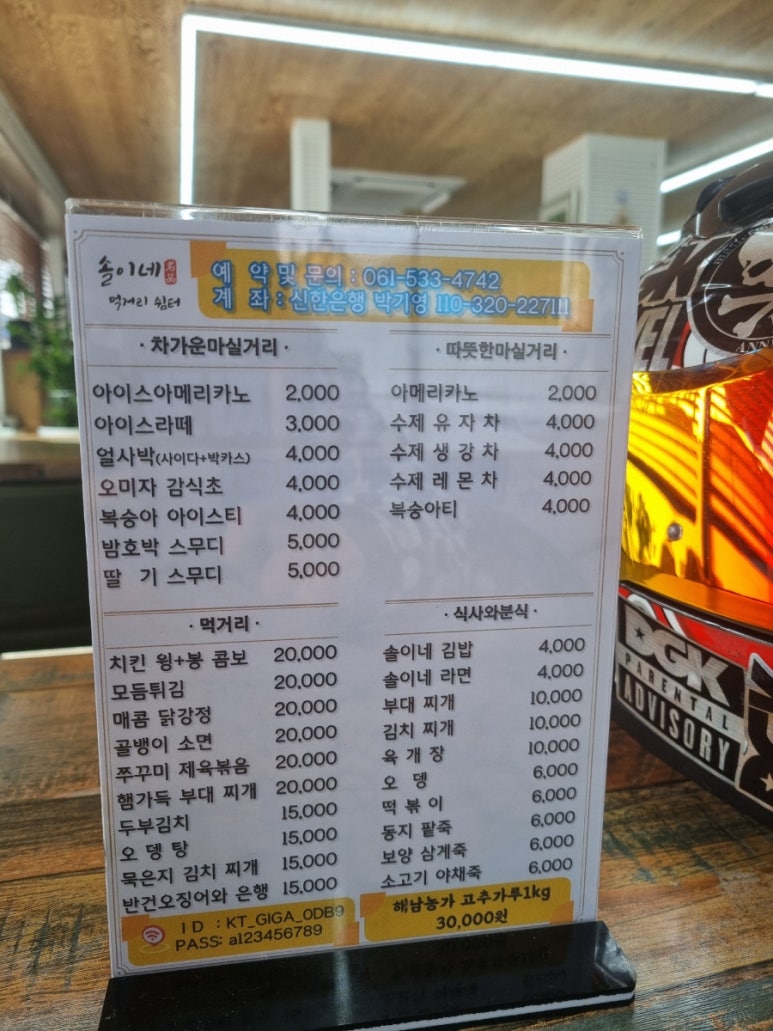 솔이네 名品
먹거리 쉼터
예 약 및 문의 : 061-533-4742
계 좌 : 신한은행 박기영 110-320-227111
· 차가운마실거리 ·
아이스아메리카노 2,000
아이스라떼 3,000
얼사박(사이다+박카스) 4,000
오미자 감식초 4,000
복숭아 아이스티 4,000
밤호박 스무디 5,000
딸 기 스무디 5,000
· 따뜻한마실거리 ·
아메리카노 2,000
수제 유 자 차 4,000
수제 생 강 차 4,000
수제 레 몬 차 4,000
복숭아티 4,000
· 먹거리 ·
치킨 윙+봉 콤보 20,000
모듬튀김 20,000
매콤 닭강정 20,000
골뱅이 소면 20,000
쭈꾸미 제육볶음 20,000
햄가득 부대 찌개 20,000
두부김치 15,000
오 뎅 탕 15,000
묵은지 김치 찌개 15,000
반건오징어와 은행 15,000
· 식사와분식 ·
솔이네 김밥 4,000
솔이네 라면 4,000
부대 찌개 10,000
김치 찌개 10,000
육 개 장 10,000
오 뎅 6,000
떡 볶 이 6,000
동지 팥죽 6,000
보양 삼계죽 6,000
소고기 야채죽 6,000
I D : KT_GIGA_0DB9
PASS: a123456789
해남농가 고추가루1kg
30,000원
DGK
PARENTAL
ADVISORY